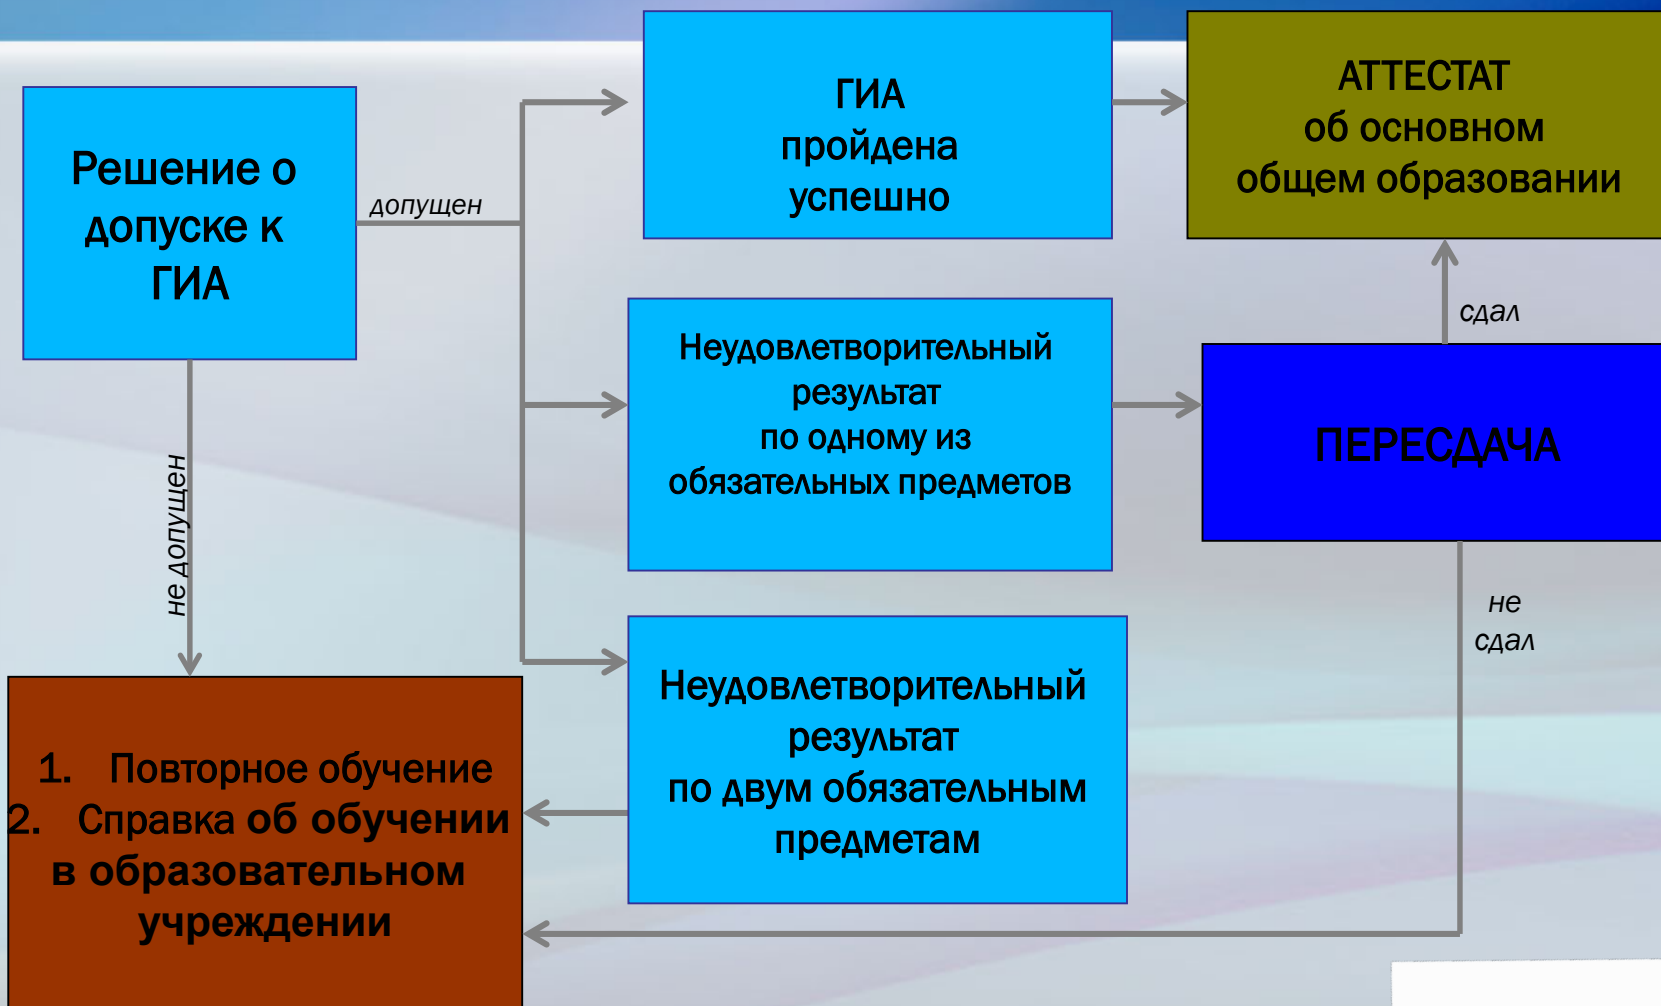 Решение о
допуске к
ГИА
допущен
не допущен
ГИА
пройдена
успешно
АТТЕСТАТ
об основном
общем образовании
Неудовлетворительный
результат
по одному из
обязательных предметов
сдал
ПЕРЕСДАЧА
не
сдал
Неудовлетворительный
результат
по двум обязательным
предметам
1. Повторное обучение
2. Справка об обучении
в образовательном
учреждении